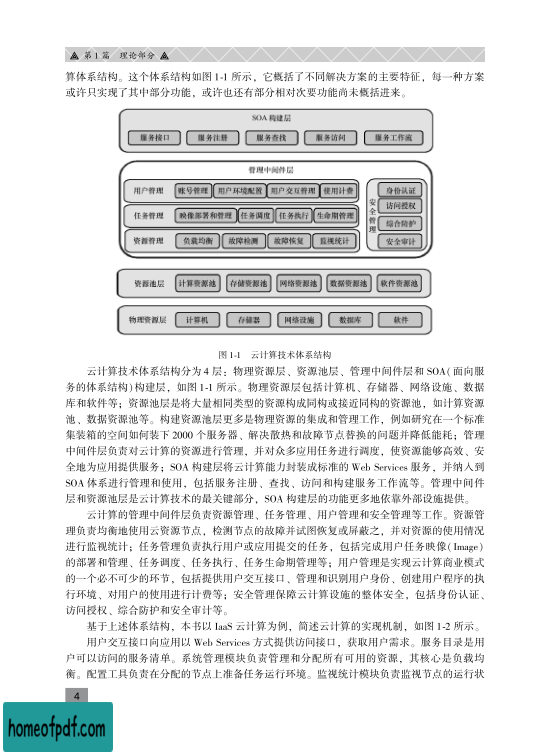 第 1 篇 理论部分
算体系结构。这个体系结构如图 1-1 所示，它概括了不同解决方案的主要特征，每一种方案
或许只实现了其中部分功能，或许也还有部分相对次要功能尚未概括进来。
SOA 构建层
服务接口 服务注册 服务查找 服务访问 服务工作流
管理中间件层
用户管理 账号管理 用户环境配置 用户交互管理 使用计费
任务管理 映像部署和管理 任务调度 任务执行 生命期管理
资源管理 负载均衡 故障检测 故障恢复 监视统计
安全管理
身份认证
访问授权
综合防护
安全审计
资源池层 计算资源池 存储资源池 网络资源池 数据资源池 软件资源池
物理资源层 计算机 存储器 网络设施 数据库 软件
图 1-1 云计算技术体系结构
云计算技术体系结构分为 4 层：物理资源层、资源池层、管理中间件层和 SOA(面向服
务的体系结构)构建层，如图 1-1 所示。物理资源层包括计算机、存储器、网络设施、数据
库和软件等；资源池层是将大量相同类型的资源构成同构或接近同构的资源池，如计算资源
池、数据资源池等。构建资源池层更多是物理资源的集成和管理工作，例如研究在一个标准
集装箱的空间如何装下 2000 个服务器、解决散热和故障节点替换的问题并降低能耗；管理
中间件层负责对云计算的资源进行管理，并对众多应用任务进行调度，使资源能够高效、安
全地为应用提供服务；SOA 构建层将云计算能力封装成标准的 Web Services 服务，并纳入到
SOA 体系进行管理和使用，包括服务注册、查找、访问和构建服务工作流等。管理中间件
层和资源池层是云计算技术的最关键部分，SOA 构建层的功能更多地依靠外部设施提供。
云计算的管理中间件层负责资源管理、任务管理、用户管理和安全管理等工作。资源管
理负责均衡地使用云资源节点，检测节点的故障并试图恢复或屏蔽之，并对资源的使用情况
进行监视统计；任务管理负责执行用户或应用提交的任务，包括完成用户任务映像(Image)
的部署和管理、任务调度、任务执行、任务生命期管理等；用户管理是实现云计算商业模式
的一个必不可少的环节，包括提供用户交互接口、管理和识别用户身份、创建用户程序的执
行环境、对用户的使用进行计费等；安全管理保障云计算设施的整体安全，包括身份认证、
访问授权、综合防护和安全审计等。
基于上述体系结构，本书以 IaaS 云计算为例，简述云计算的实现机制，如图 1-2 所示。
用户交互接口向应用以 Web Services 方式提供访问接口，获取用户需求。服务目录是用
户可以访问的服务清单。系统管理模块负责管理和分配所有可用的资源，其核心是负载均
衡。配置工具负责在分配的节点上准备任务运行环境。监视统计模块负责监视节点的运行状
4
homeofpdf.com